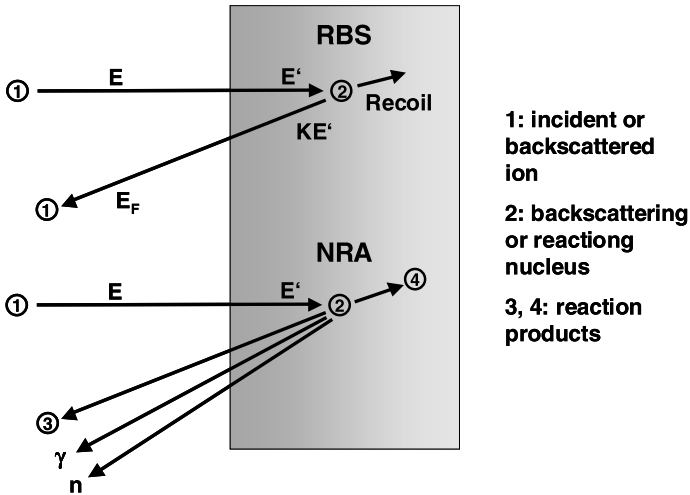 RBS
① E E‘ ② Recoil
KE‘
① E_F
NRA
① E E‘ ② ④
③
γ
n
1: incident or
backscattered
ion
2: backscattering
or reactiong
nucleus
3, 4: reaction
products